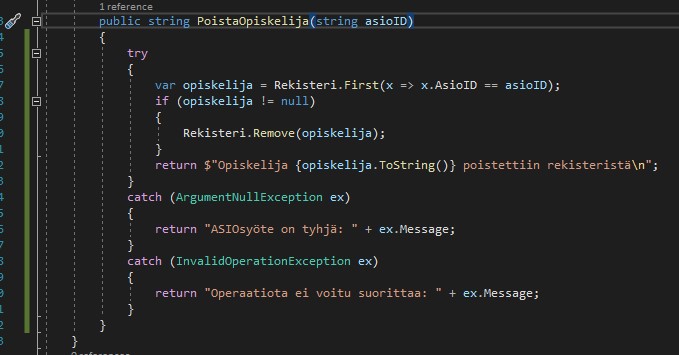 1 reference
public string PoistaOpiskelija(string asioID)
{
try
{
var opiskelija = Rekisteri.First(x => x.AsioID == asioID);
if (opiskelija != null)
{
Rekisteri.Remove(opiskelija);
}
return $"Opiskelija {opiskelija.ToString()} poistettiin rekisteristä\n";
}
catch (ArgumentNullException ex)
{
return "ASIOsyöte on tyhjä: " + ex.Message;
}
catch (InvalidOperationException ex)
{
return "Operaatiota ei voitu suorittaa: " + ex.Message;
}
}
}